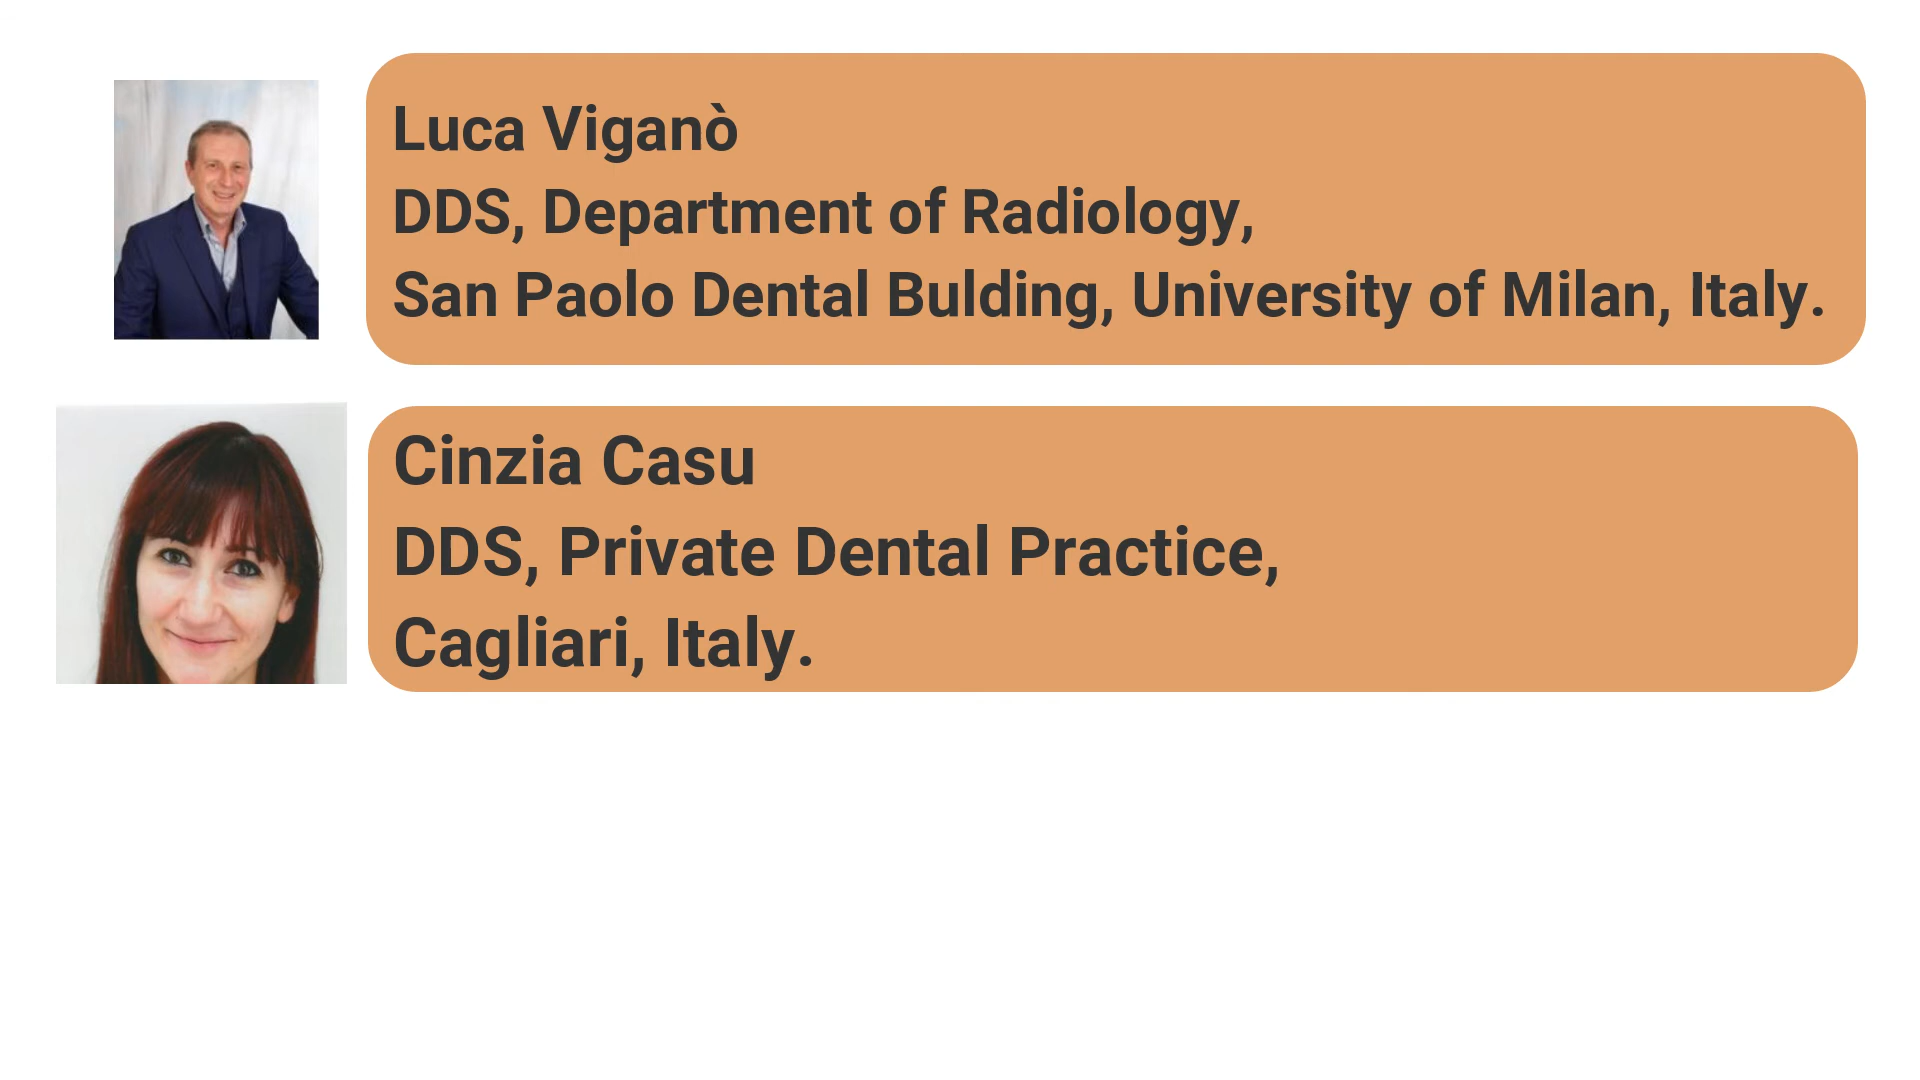 Luca Viganò
DDS, Department of Radiology,
San Paolo Dental Bulding, University of Milan, Italy.
Cinzia Casu
DDS, Private Dental Practice,
Cagliari, Italy.